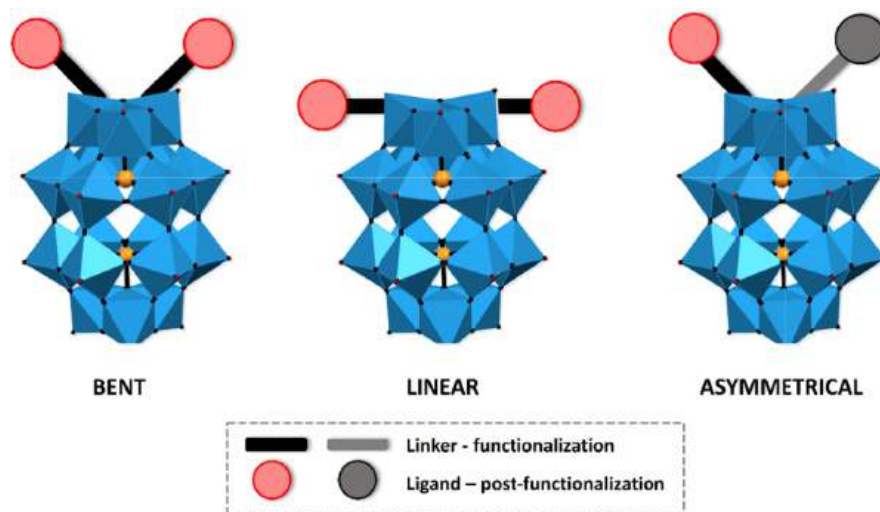 BENT
LINEAR
ASYMMETRICAL
Linker - functionalization
Ligand – post-functionalization